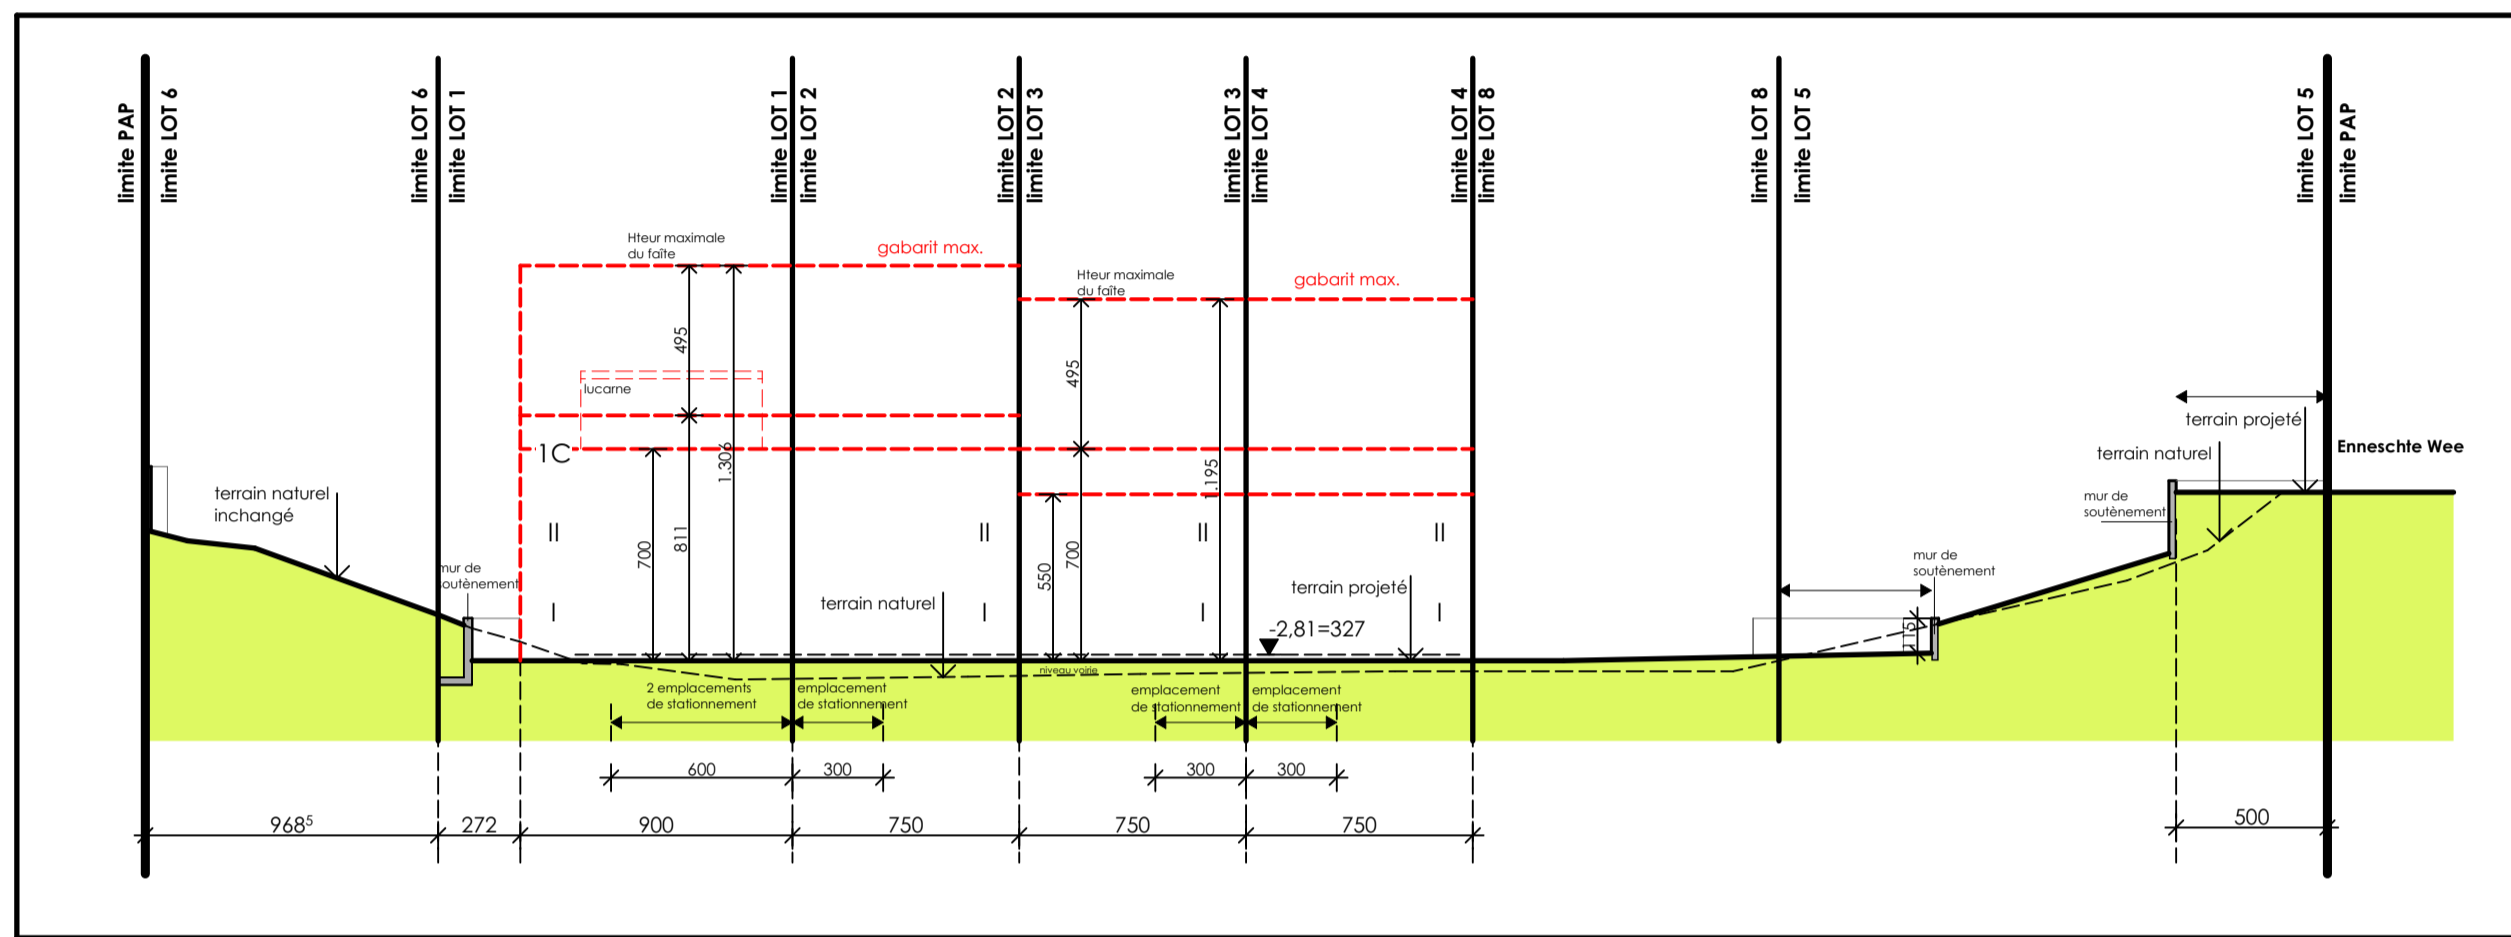 limite PAP
limite LOT 6
limite LOT 6
limite LOT 1
limite LOT 1
limite LOT 2
limite LOT 2
limite LOT 3
limite LOT 3
limite LOT 4
limite LOT 4
limite LOT 8
limite LOT 8
limite LOT 5
limite LOT 5
limite PAP
Hteur maximale
du faîte
gabarit max.
Hteur maximale
du faîte
gabarit max.
495
lucarne
495
1C
1.306
1.195
terrain naturel
inchangé
II
II
II
II
700
811
550
700
mur de
soutènement
I
I
I
I
terrain naturel
terrain projeté
-2,81=327
niveau voirie
terrain projeté
terrain naturel
Enneschte Wee
mur de
soutènement
mur de
soutènement
115
2 emplacements
de stationnement
emplacement
de stationnement
emplacement
de stationnement
emplacement
de stationnement
600
300
300
300
968⁵
272
900
750
750
750
500